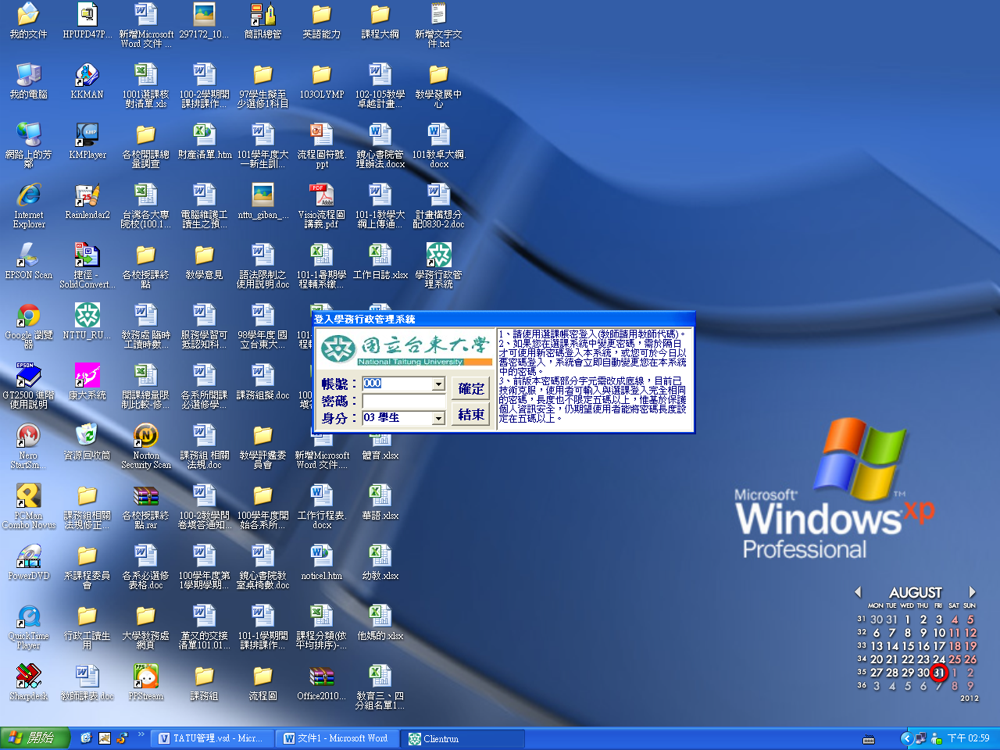 我的文件
HPUPD47P...
新增Microsoft
Word 文件 ...
297172_10...
簡訊總管
英語能力
課程大綱
新增文字文
件.txt
我的電腦
KKMAN
1001選課核
對清單.xls
100-2學期開
課排課作...
97學生擬至
少選修1科目
103OLYMP
102-105教學
卓越計畫...
教學發展中
心
網路上的芳
鄰
KMPlayer
各校開課總
量調查
財產清單.htm
101學年度大
一新生訓...
流程圖符號.
ppt
鏡心書院管
理辦法.docx
101教卓大綱.
docx
Internet
Explorer
Rainlendar2
台灣各大專
院校(100.1...
電腦維護工
讀生之預...
nttu_giban_...
Visio流程圖
講義.pdf
101-1教學大
綱上傳通...
計畫構想分
配0830-2.doc
EPSON Scan
捷徑 -
SolidConvert...
各校授課終
點
教學意見
語法限制之
使用說明.doc
101-1暑期學
程輔系繳...
工作日誌.xlsx
學務行政管
理系統
Google 瀏覽
器
NTTU_RU...
教務處 臨時
工讀時數...
服務學習可
抵認知科...
98學年度 國
立台東大...
GT2500 進階
使用說明
康大系統
開課總量限
制比較-修...
各系所開課
必選修學...
課務組擬.doc
登入學務行政管理系統
國立台東大學
National Taitung University
帳號：
000
確定
密碼：
身分：
03 學生
結束
1、請使用選課帳密登入(教師請用教師代碼)。
2、如果您在選課系統中變更密碼，需於隔日
才可使用新密碼登入本系統，或您可於今日以
舊密碼登入，系統會立即自動變更您在本系統
中的密碼。
3、前版本密碼部分字元需改成底線，目前已
技術克服，使用者可輸入與選課登入完全相同
的密碼，長度也不限定五碼以上，惟基於保護
個人資訊安全，仍期望使用者能將密碼長度設
定在五碼以上。
Nero
StartSm...
資源回收筒
Norton
Security Scan
課務組 相關
法規.doc
教學評鑑委
員會
新增Microsoft
Word 文件....
體育.xlsx
PCMan
Combo Novus
課務組相關
法規修正...
各校授課終
點.rar
100-2教學問
卷填答通知...
100學年度開
始各系所...
工作行程表.
docx
華語.xlsx
PowerDVD
系課程委員
會
各系必選修
表格.doc
100學年度第
1學期學期...
鏡心書院教
室桌椅數.doc
notice1.htm
幼教.xlsx
QuickTime
Player
行政工讀生
用
大學教務處
網頁
堇文的交接
清單101.01...
101-1學期開
課排課作...
課程分類(依
平均排序)-...
他媽的.xlsx
Sharpdesk
教師課表.doc
PPStream
課務組
流程圖
Office2010...
教育三、四
分組名單1...
Microsoft
Windows xp
TM
Professional
AUGUST
MON TUE WED THU FRI SAT SUN
31 30 31 1 2 3 4 5
32 6 7 8 9 10 11 12
33 13 14 15 16 17 18 19
34 20 21 22 23 24 25 26
35 27 28 29 30 31 1 2
36 3 4 5 6 7 8 9
2012
開始
TATU管理.vsd - Micr...
文件1 - Microsoft Word
Clientrun
下午 02:59